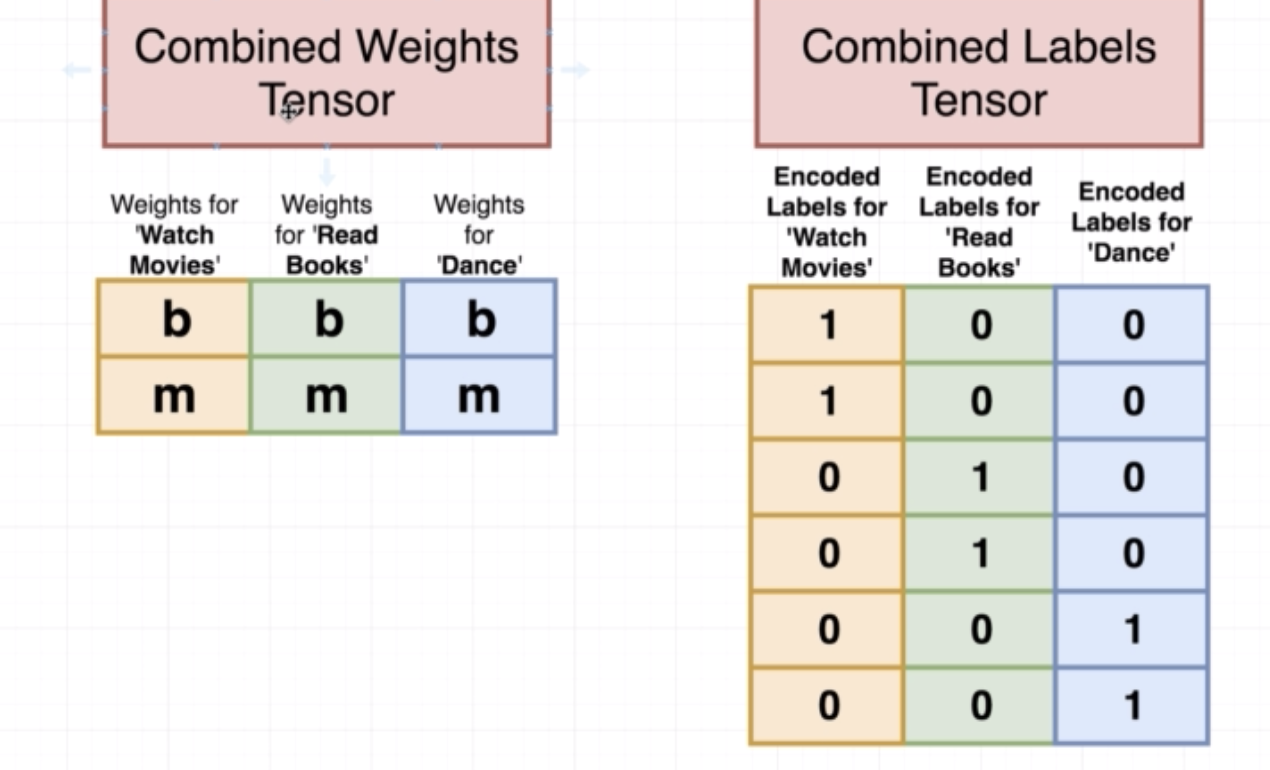 Combined Weights
Tensor
Weights for
'Watch
Movies'
Weights
for 'Read
Books'
Weights
for
'Dance'
b b b
m m m
Combined Labels
Tensor
Encoded
Labels for
'Watch
Movies'
Encoded
Labels for
'Read
Books'
Encoded
Labels for
'Dance'
1 0 0
1 0 0
0 1 0
0 1 0
0 0 1
0 0 1